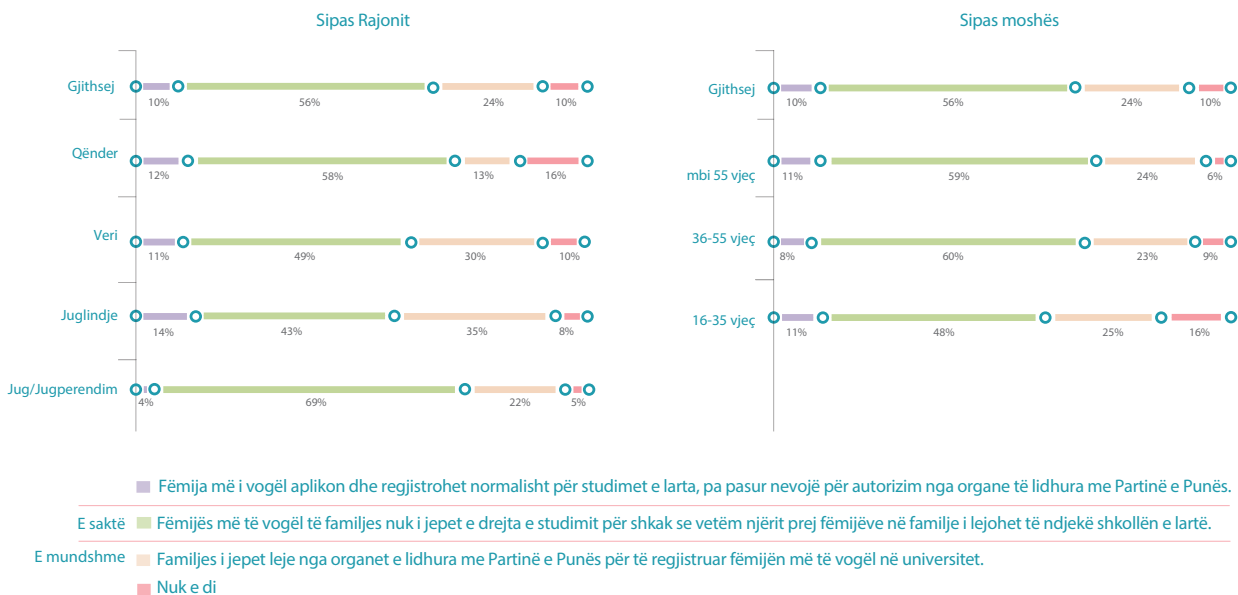 Sipas Rajonit
Gjithsej
10% 56% 24% 10%
Qënder
12% 58% 13% 16%
Veri
11% 49% 30% 10%
Juglindje
14% 43% 35% 8%
Jug/Jugperendim
4% 69% 22% 5%
Sipas moshës
Gjithsej
10% 56% 24% 10%
mbi 55 vjeç
11% 59% 24% 6%
36-55 vjeç
8% 60% 23% 9%
16-35 vjeç
11% 48% 25% 16%
Fëmija më i vogël aplikon dhe regjistrohet normalisht për studimet e larta, pa pasur nevojë për autorizim nga organe të lidhura me Partinë e Punës.
E saktë Fëmijës më të vogël të familjes nuk i jepet e drejta e studimit për shkak se vetëm njërit prej fëmijëve në familje i lejohet të ndjekë shkollën e lartë.
E mundshme Familjes i jepet leje nga organet e lidhura me Partinë e Punës për të regjistruar fëmijën më të vogël në universitet.
Nuk e di